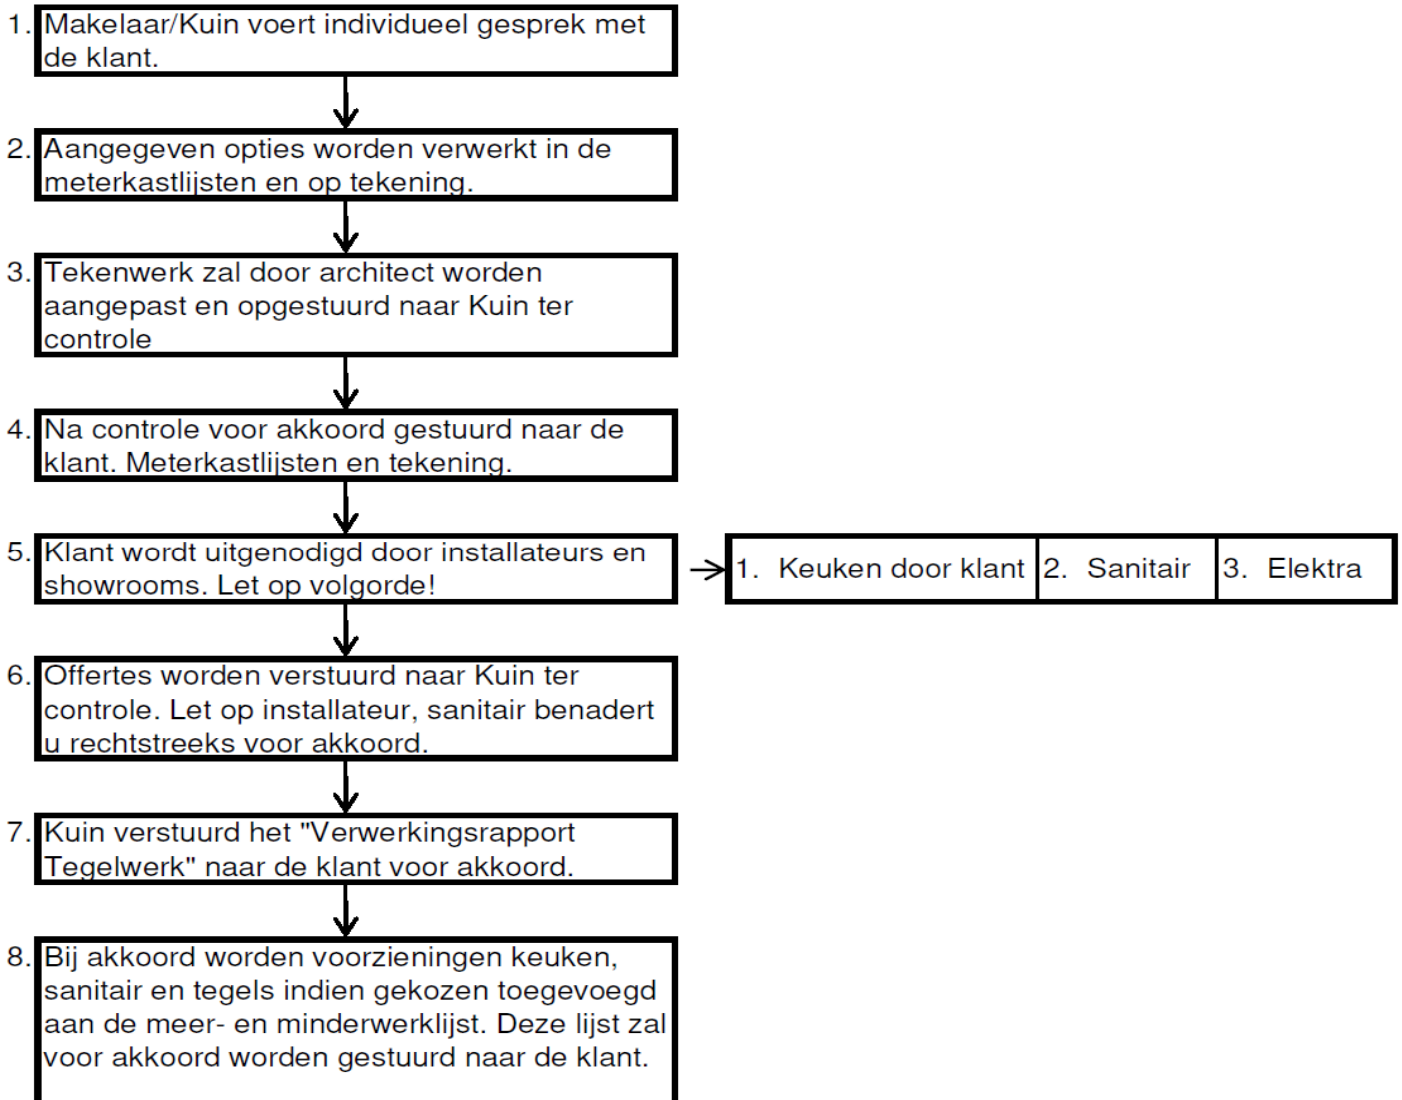 1. Makelaar/Kuin voert individueel gesprek met
de klant.
2. Aangegeven opties worden verwerkt in de
meterkastlijsten en op tekening.
3. Tekenwerk zal door architect worden
aangepast en opgestuurd naar Kuin ter
controle
4. Na controle voor akkoord gestuurd naar de
klant. Meterkastlijsten en tekening.
5. Klant wordt uitgenodigd door installateurs en
showrooms. Let op volgorde!
1. Keuken door klant 2. Sanitair 3. Elektra
6. Offertes worden verstuurd naar Kuin ter
controle. Let op installateur, sanitair benadert
u rechtstreeks voor akkoord.
7. Kuin verstuurd het "Verwerkingsrapport
Tegelwerk" naar de klant voor akkoord.
8. Bij akkoord worden voorzieningen keuken,
sanitair en tegels indien gekozen toegevoegd
aan de meer- en minderwerklijst. Deze lijst zal
voor akkoord worden gestuurd naar de klant.